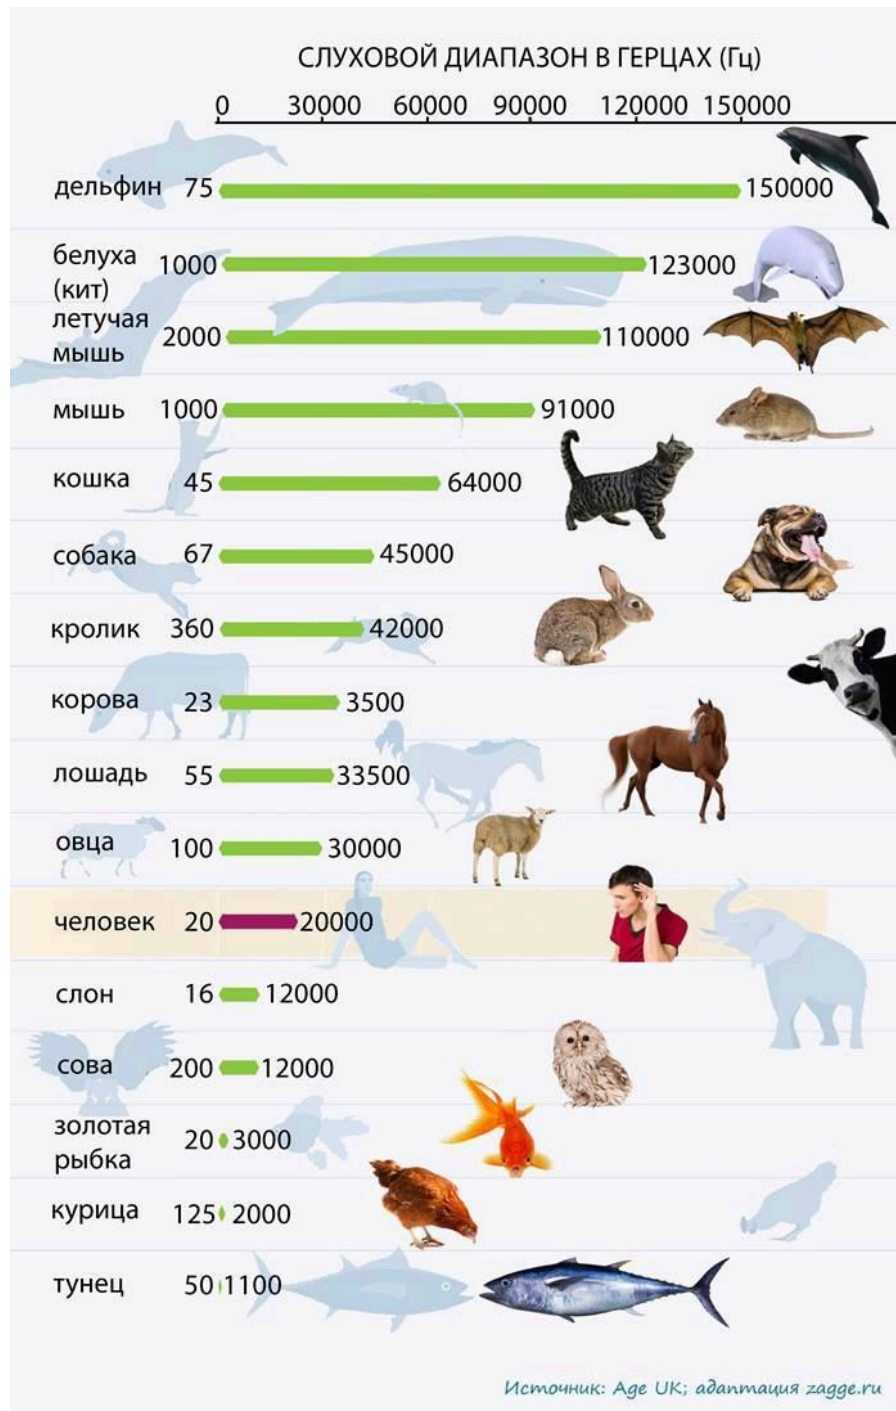 СЛУХОВОЙ ДИАПАЗОН В ГЕРЦАХ (Гц)
0 30000 60000 90000 120000 150000
дельфин 75 150000
белуха
(кит) 1000 123000
летучая
мышь 2000 110000
мышь 1000 91000
кошка 45 64000
собака 67 45000
кролик 360 42000
корова 23 3500
лошадь 55 33500
овца 100 30000
человек 20 20000
слон 16 12000
сова 200 12000
золотая
рыбка 20 3000
курица 125 2000
тунец 50 1100
Источник: Age UK; адаптация zagge.ru